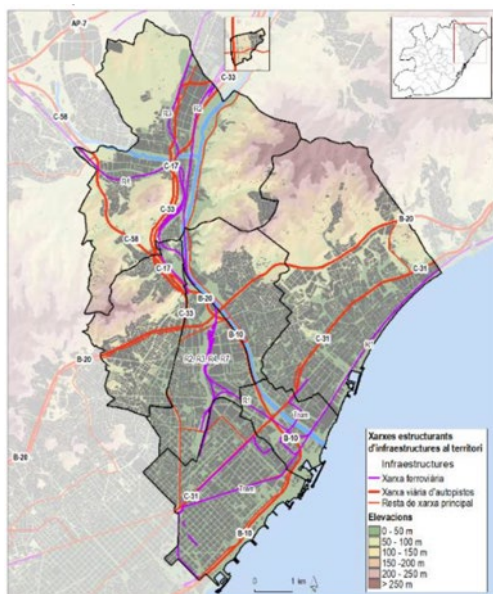 AP-7
C-33
C-58
R3
R2
C-17
R4
C-33
C-58
C-17
B-20
C-31
B-20
C-33
B-10
C-31
R1
B-20
R2, R3, R4, R7
R1
Tram
B-20
B-10
Tram
C-31
B-10
0 1 km
Xarxes estructurants
d'infraestructures al territori
Infraestructures
Xarxa ferroviària
Xarxa viària d'autopistes
Resta de xarxa principal
Elevacions
0 - 50 m
50 - 100 m
100 - 150 m
150 -200 m
200 - 250 m
> 250 m